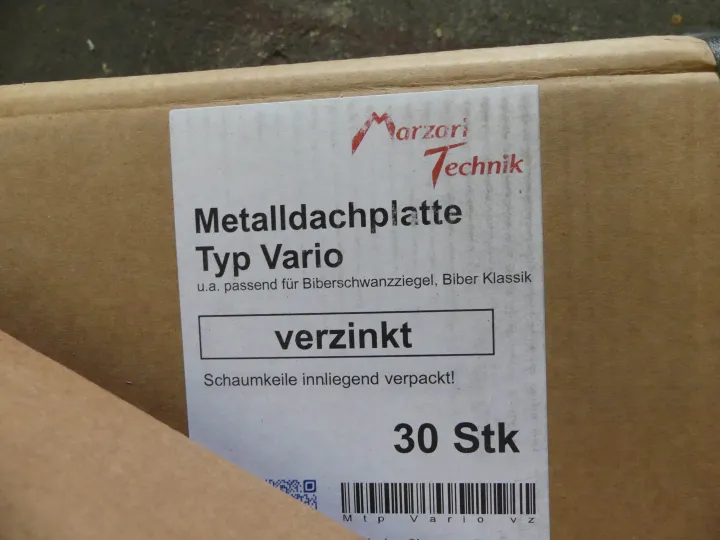 Marzari
Technik
Metalldachplatte
Typ Vario
u.a. passend für Biberschwanzziegel, Biber Klassik
verzinkt
Schaumkeile innliegend verpackt!
30 Stk
Mtp Vario vz